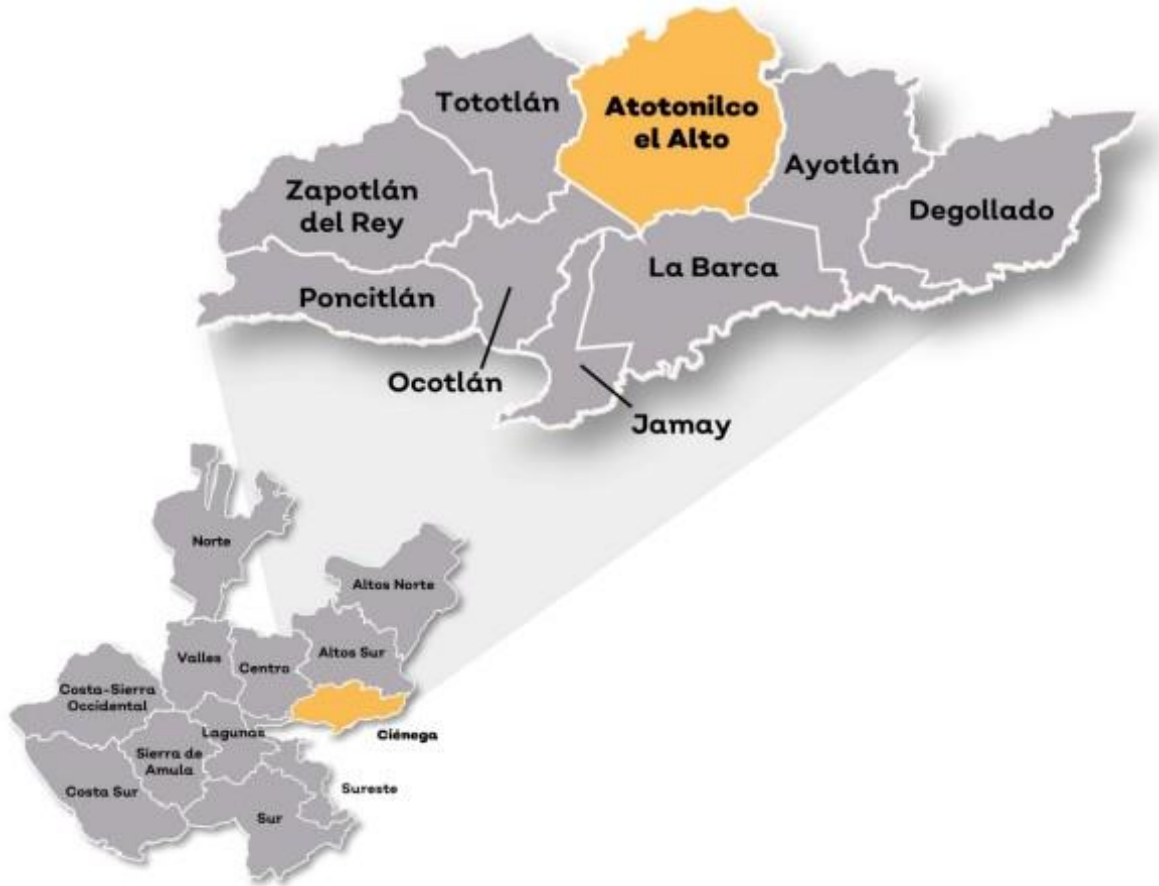 Tototlán
Atotonilco
el Alto
Ayotlán
Zapotlán
del Rey
Degollado
La Barca
Poncitlán
Ocotlán
Jamay
Norte
Altos Norte
Altos Sur
Valles
Centro
Costa-Sierra
Occidental
Lagunas
Ciénega
Sierra de
Amula
Costa Sur
Sureste
Sur